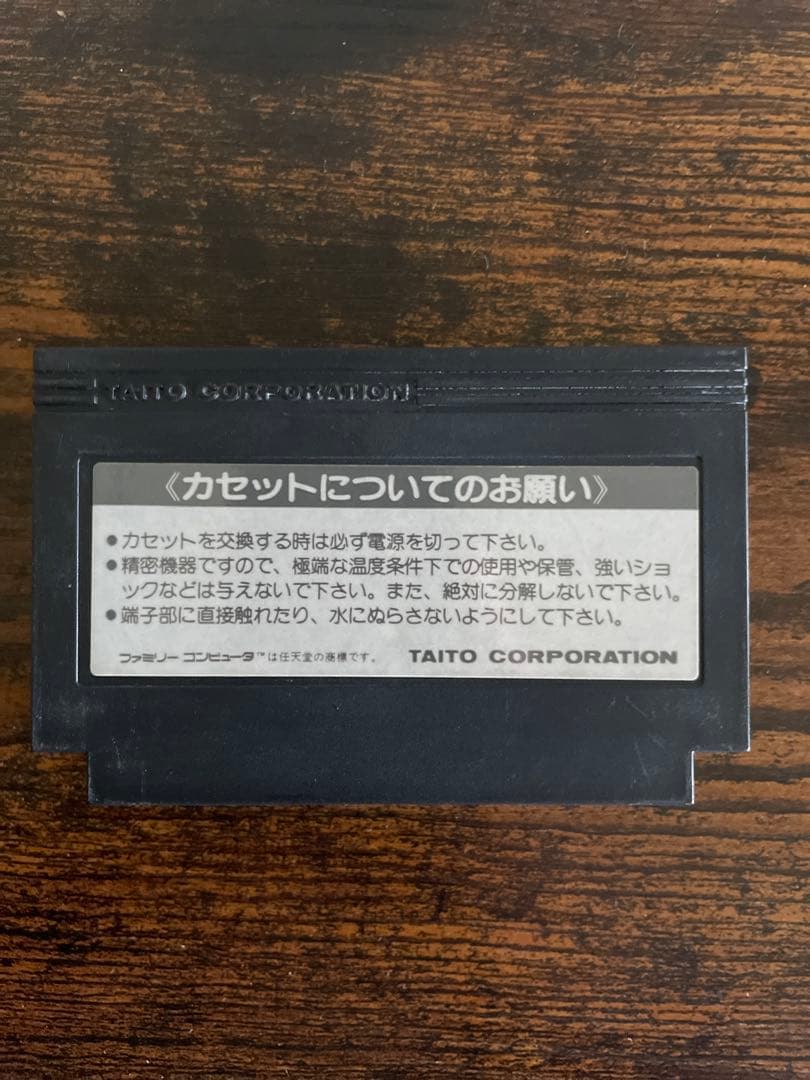 TAITO CORPORATION
《カセットについてのお願い》
●カセットを交換する時は必ず電源を切って下さい。
●精密機器ですので、極端な温度条件下での使用や保管、強いショ
ックなどは与えないで下さい。また、絶対に分解しないで下さい。
●端子部に直接触れたり、水にぬらさないようにして下さい。
ファミリーコンピュータ™は任天堂の商標です。 TAITO CORPORATION